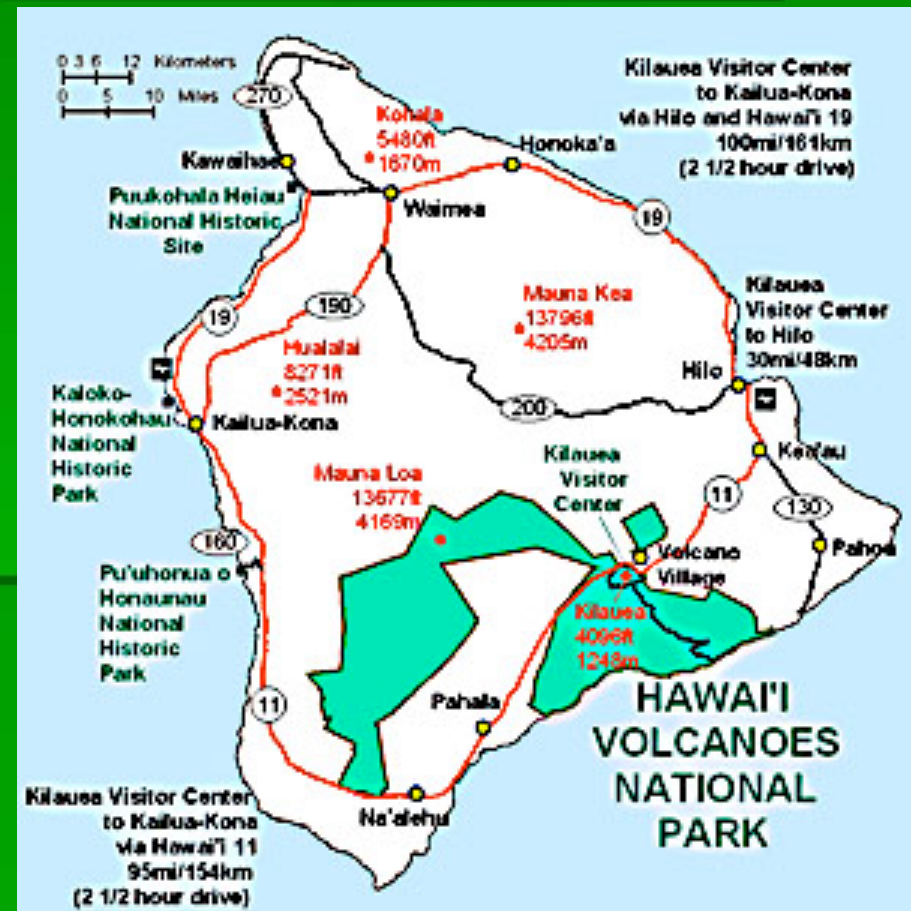 0 3 6 12 Kilometers
0 5 10 Miles
270
Kilauea Visitor Center
to Kailua-Kona
via Hilo and Hawai'i 19
100mi/161km
(2 1/2 hour drive)
Kohala
5480ft
1670m
Honoka'a
Kawaihae
Puukohala Heiau
National Historic
Site
Waimea
19
190
19
Mauna Kea
13796ft
4205m
Kilauea
Visitor Center
to Hilo
30mi/48km
Hualalai
8271ft
2521m
Hilo
200
Kaloko-
Honokohau
National
Historic
Park
Kailua-Kona
Kilauea
Visitor
Center
Kea'au
Mauna Loa
13677ft
4169m
11
130
160
Volcano
Village
Pahoa
Pu'uhonua o
Honaunau
National
Historic
Park
Kilauea
4096ft
1248m
11
Pahala
HAWAI'I
VOLCANOES
NATIONAL
PARK
Na'alehu
Kilauea Visitor Center
to Kailua-Kona
via Hawai'i 11
95mi/154km
(2 1/2 hour drive)